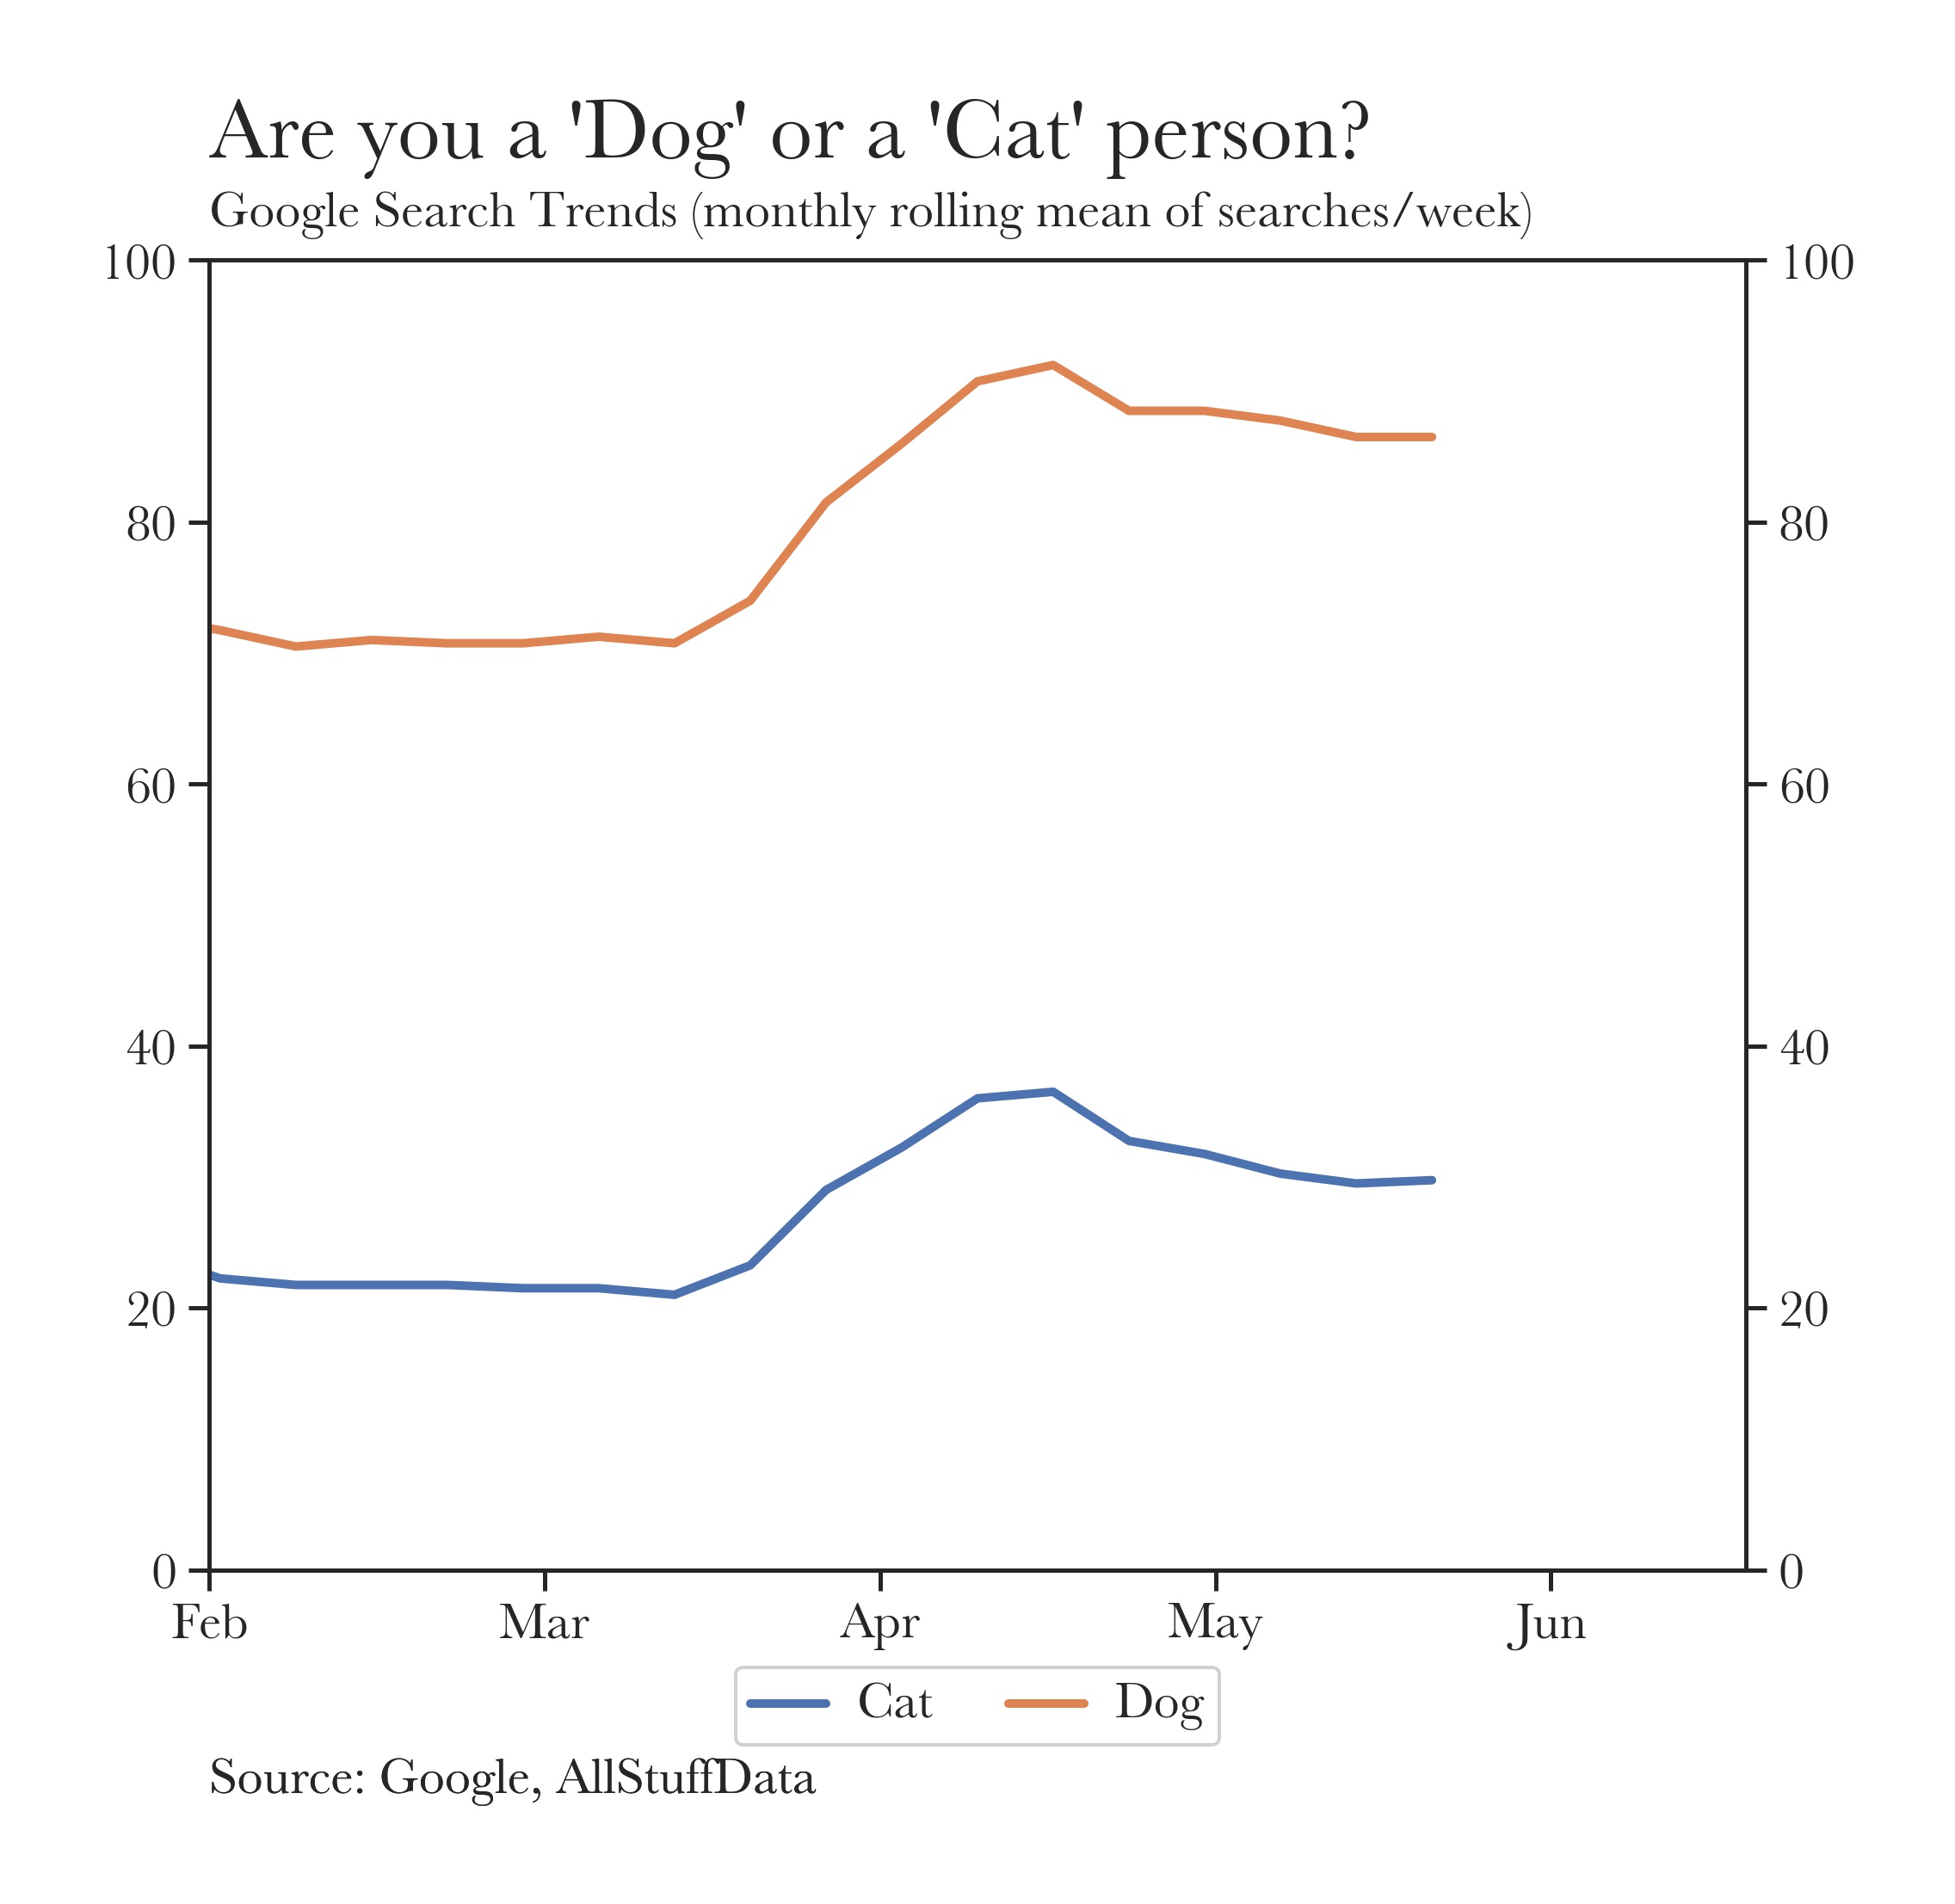 Are you a 'Dog' or a 'Cat' person?
Google Search Trends (monthly rolling mean of searches/week)
100 100
80 80
60 60
40 40
20 20
0 0
Feb Mar Apr May Jun
Cat Dog
Source: Google, AllStuffData